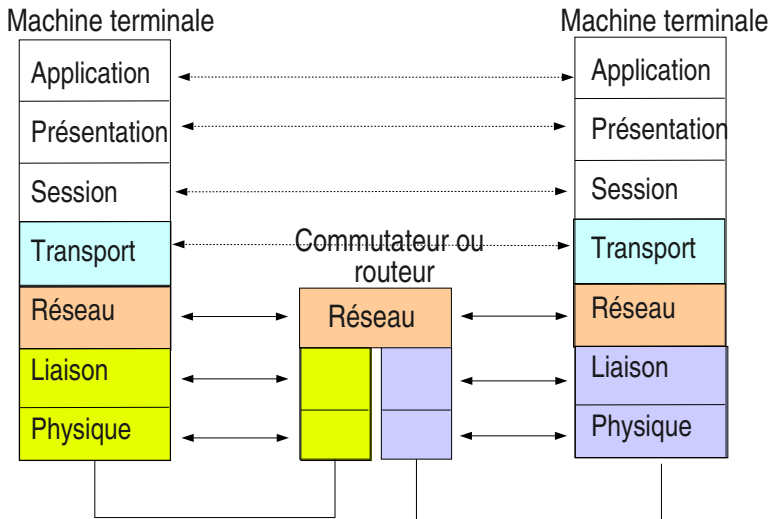 Machine terminale
Application
Présentation
Session
Transport
Réseau
Liaison
Physique
Commutateur ou
routeur
Réseau
Machine terminale
Application
Présentation
Session
Transport
Réseau
Liaison
Physique